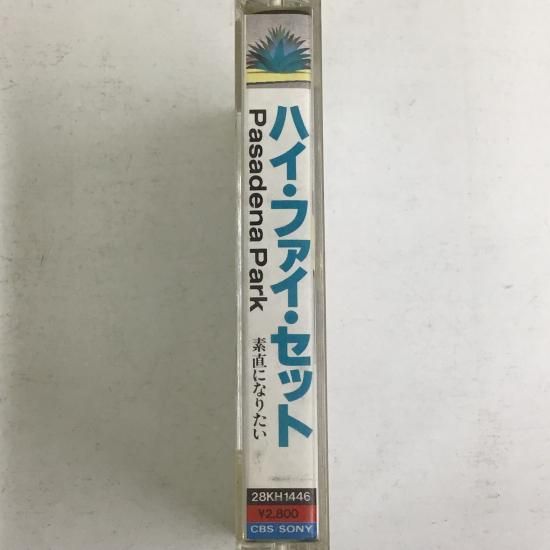 ハイ・ファイ・セット
Pasadena Park
素直になりたい
28KH1446
¥2,800
CBS SONY